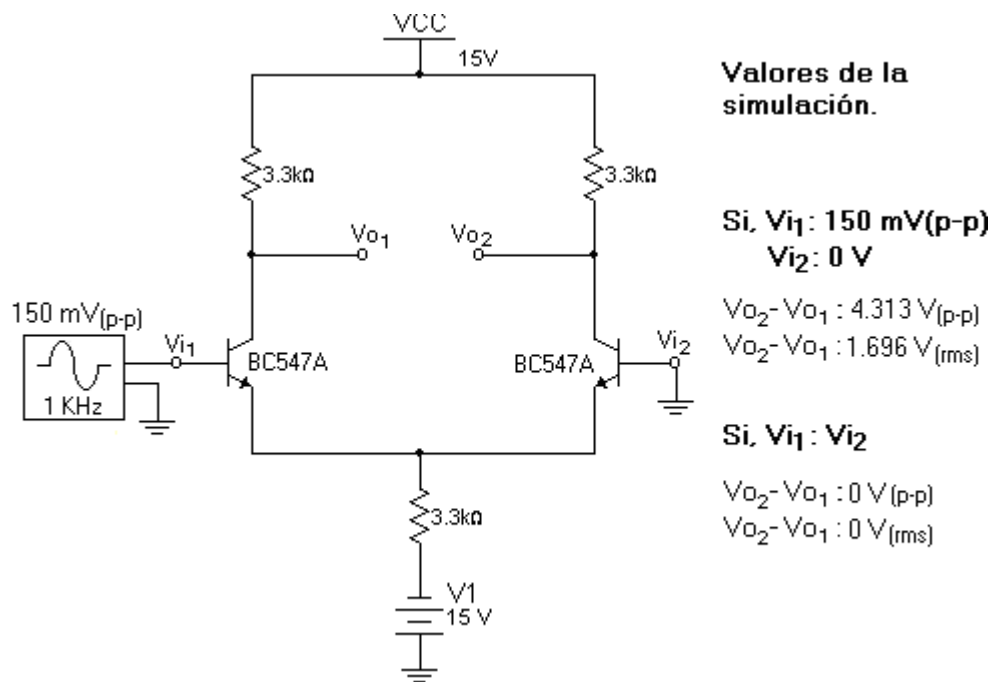 VCC
15V
3.3kΩ
3.3kΩ
Vo1
Vo2
150 mV(p-p)
Vi1
1 KHz
BC547A
BC547A
Vi2
3.3kΩ
V1
15 V
Valores de la
simulación.
Si, Vi1: 150 mV(p-p)
Vi2: 0 V
Vo2-Vo1: 4.313 V(p-p)
Vo2-Vo1: 1.696 V(rms)
Si, Vi1: Vi2
Vo2-Vo1: 0 V(p-p)
Vo2-Vo1: 0 V(rms)